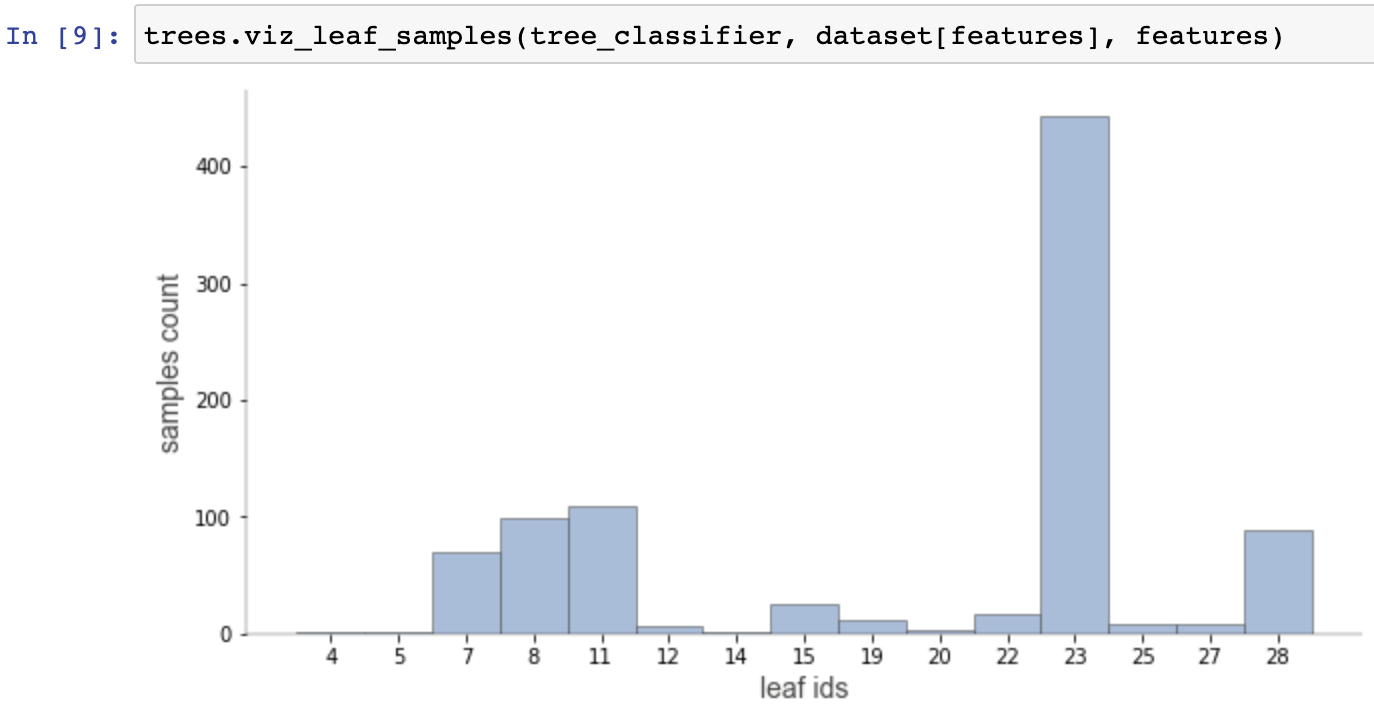 In [9]: trees.viz_leaf_samples(tree_classifier, dataset[features], features)
400
300
200
100
0
samples count
4 5 7 8 11 12 14 15 19 20 22 23 25 27 28
leaf ids